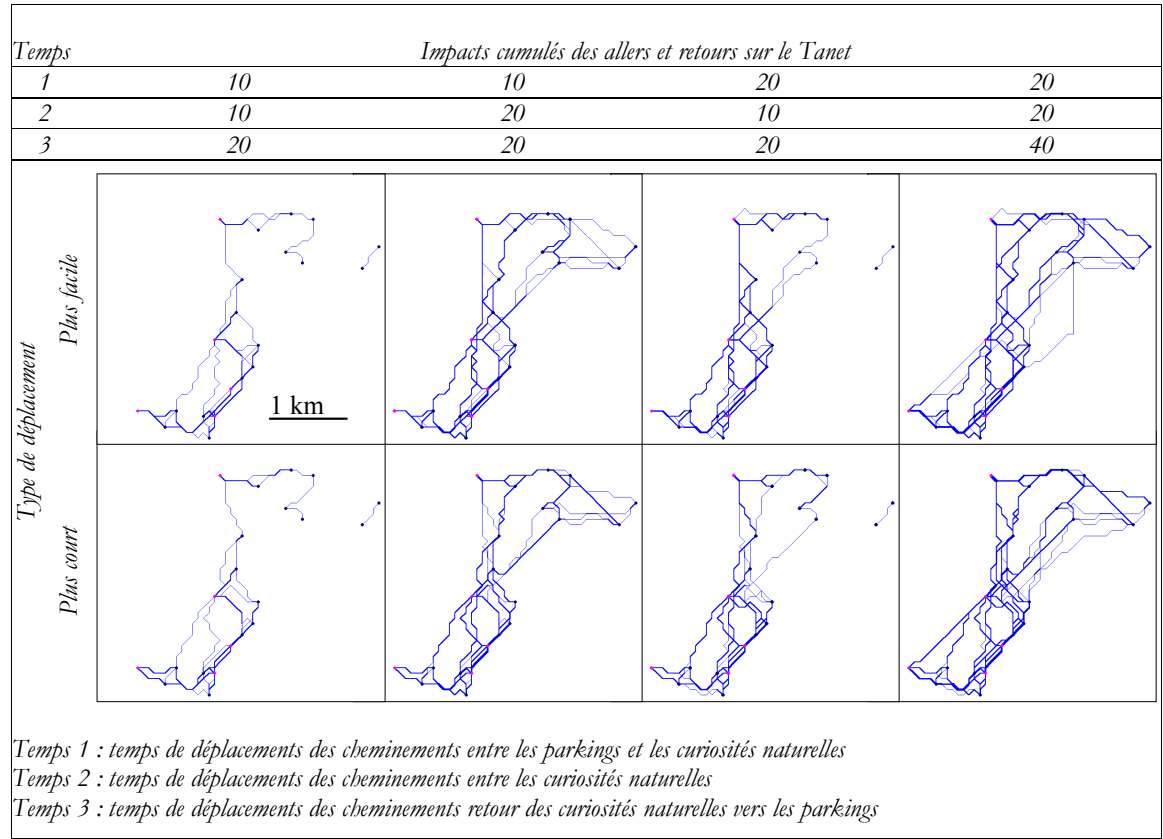 Temps Impacts cumulés des allers et retours sur le Tanet
1 10 10 20 20
2 10 20 10 20
3 20 20 20 40
Type de déplacement
Plus facile
1 km
Plus court
Temps 1 : temps de déplacements des cheminements entre les parkings et les curiosités naturelles
Temps 2 : temps de déplacements des cheminements entre les curiosités naturelles
Temps 3 : temps de déplacements des cheminements retour des curiosités naturelles vers les parkings